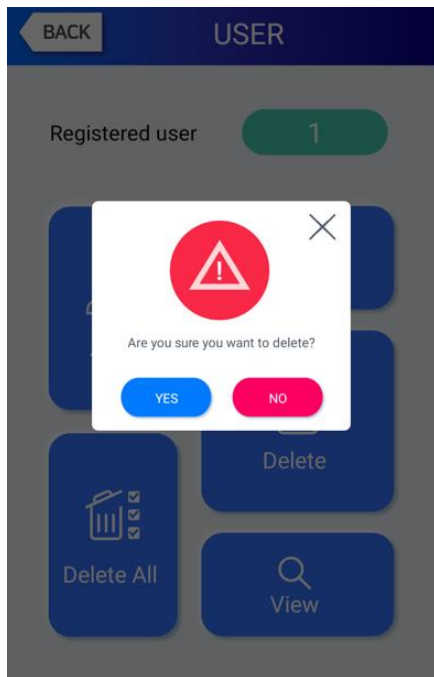 BACK
USER
Registered user
1
Are you sure you want to delete?
YES
NO
Delete
Delete All
View